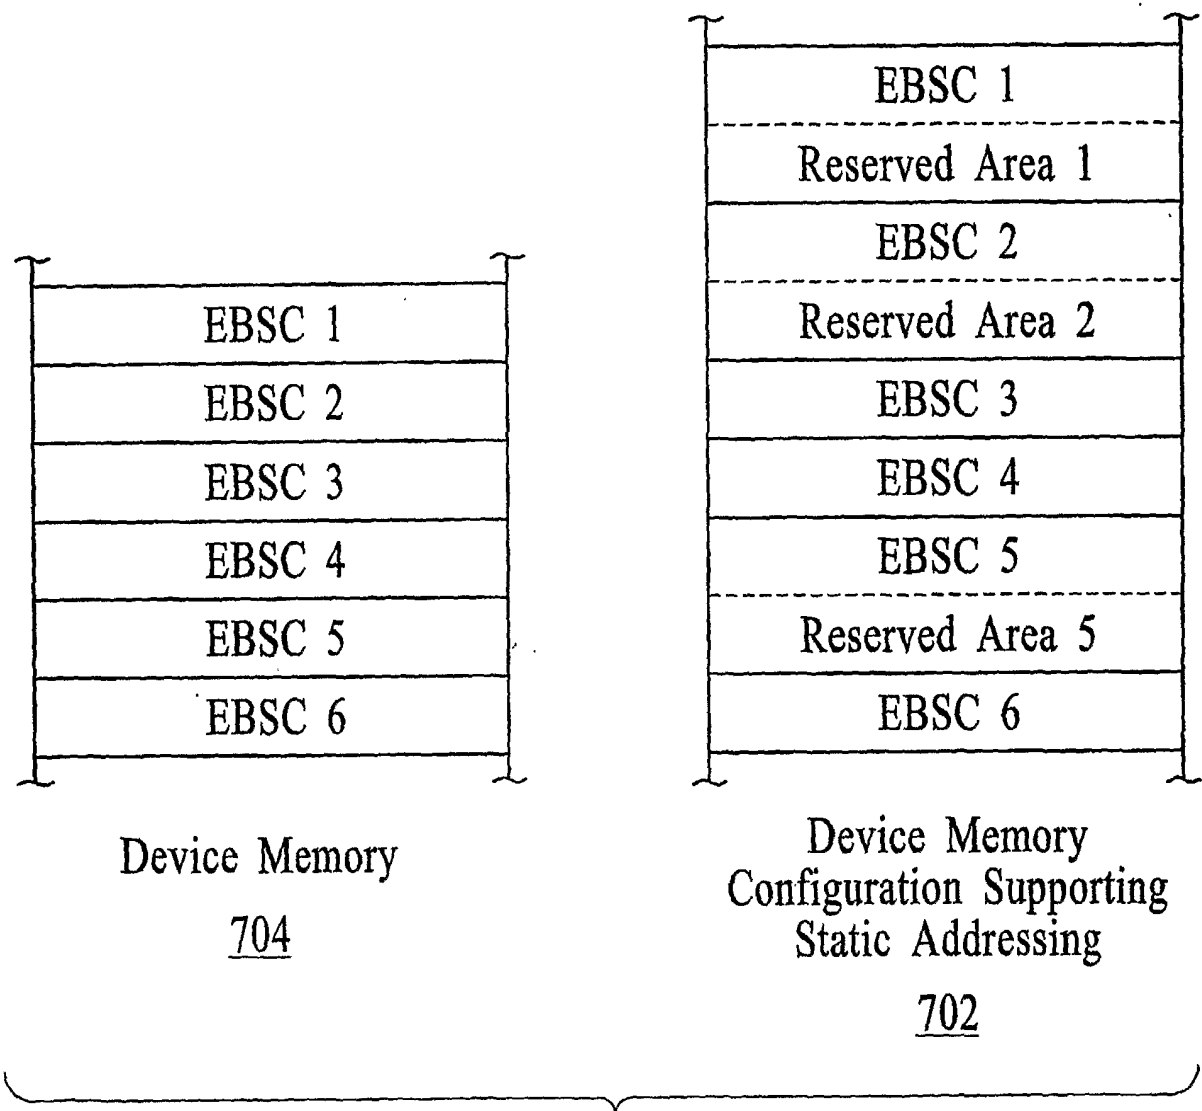 EBSC 1
EBSC 2
EBSC 3
EBSC 4
EBSC 5
EBSC 6
Device Memory
704
EBSC 1
Reserved Area 1
EBSC 2
Reserved Area 2
EBSC 3
EBSC 4
EBSC 5
Reserved Area 5
EBSC 6
Device Memory
Configuration Supporting
Static Addressing
702